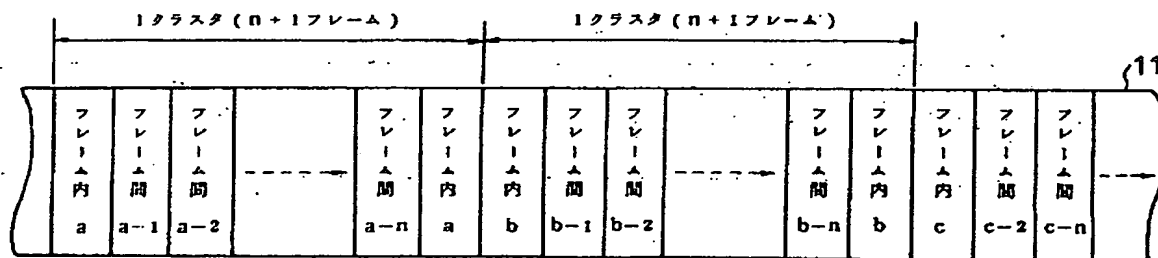 1クラスタ(n+1フレーム) 1クラスタ(n+1フレーム)
11
フレーム内 a
フレーム間 a-1
フレーム間 a-2
フレーム間 a-n
フレーム内 a
フレーム内 b
フレーム間 b-1
フレーム間 b-2
フレーム間 b-n
フレーム内 b
フレーム内 c
フレーム間 c-2
フレーム間 c-n